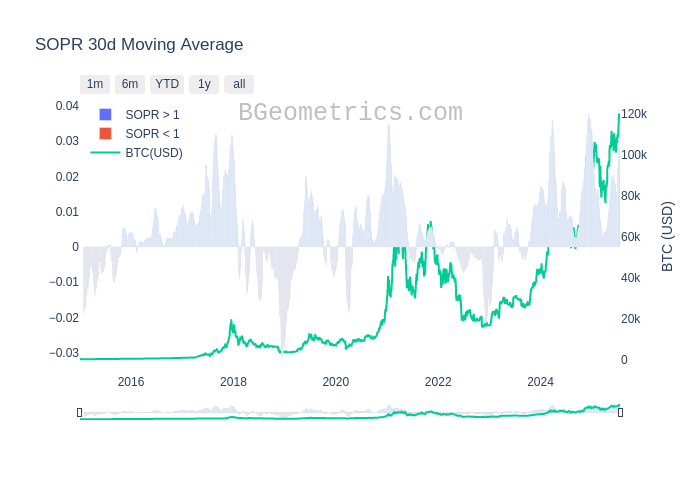 SOPR 30d Moving Average
1m 6m YTD 1y all
BGeometrics.com
SOPR > 1
SOPR < 1
BTC(USD)
0.04
0.03
0.02
0.01
0
−0.01
−0.02
−0.03
120k
100k
80k
60k
40k
20k
0
BTC (USD)
2016 2018 2020 2022 2024